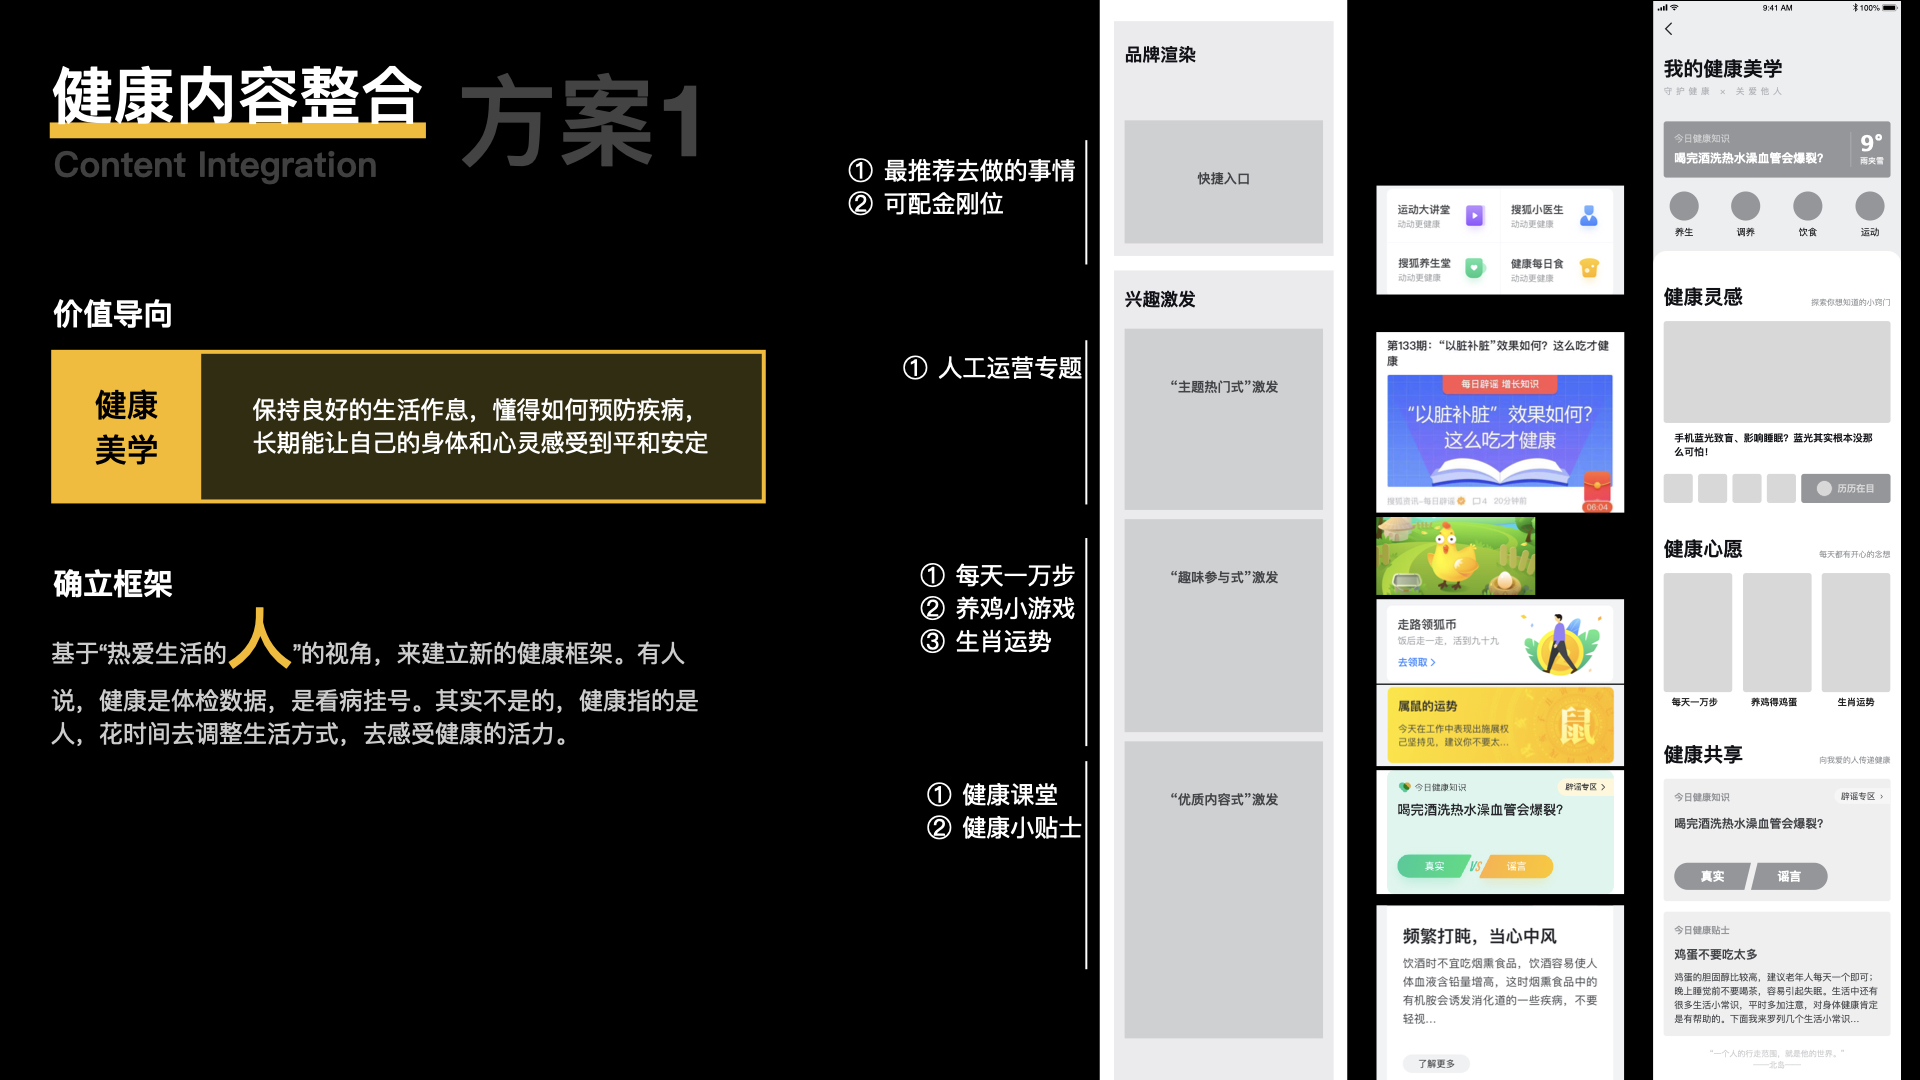 健康内容整合
方案1
Content Integration
价值导向
健康
美学
保持良好的生活作息，懂得如何预防疾病，
长期能让自己的身体和心灵感受到平和安定
确立框架
基于“热爱生活的人”的视角，来建立新的健康框架。有人
说，健康是体检数据，是看病挂号。其实不是的，健康指的是
人，花时间去调整生活方式，去感受健康的活力。
① 最推荐去做的事情
② 可配金刚位
① 人工运营专题
① 每天一万步
② 养鸡小游戏
③ 生肖运势
① 健康课堂
② 健康小贴士
品牌渲染
快捷入口
兴趣激发
“主题热门式”激发
“趣味参与式”激发
“优质内容式”激发
运动大讲堂
动动更健康
搜狐小医生
动动更健康
搜狐养生堂
动动更健康
健康每日食
动动更健康
第133期：“以脏补脏”效果如何？这么吃才健
康
每日辟谣 增长知识
“以脏补脏”效果如何？
这么吃才健康
搜狐资讯-每日辟谣 4 20分钟前
06:04
走路领狐币
饭后走一走，活到九十九
去领取 >
属鼠的运势
今天在工作中表现出施展权
己坚持见，建议你不要太...
鼠
今日健康知识
辟谣专区 >
喝完酒洗热水澡血管会爆裂？
真实
VS
谣言
频繁打盹，当心中风
饮酒时不宜吃烟熏食品，饮酒容易使人
体血液含铅量增高，这时烟熏食品中的
有机胺会诱发消化道的一些疾病，不要
轻视...
了解更多
9:41 AM
100%
我的健康美学
守护健康 × 关爱他人
今日健康知识
喝完酒洗热水澡血管会爆裂？
9°
雨夹雪
养生
调养
饮食
运动
健康灵感
探索你想知道的小窍门
手机蓝光致盲、影响睡眠？蓝光其实根本没那
么可怕！
历历在目
健康心愿
每天都有开心的念想
每天一万步
养鸡得鸡蛋
生肖运势
健康共享
向我爱的人传递健康
今日健康知识
辟谣专区 >
喝完酒洗热水澡血管会爆裂？
真实
谣言
今日健康贴士
鸡蛋不要吃太多
鸡蛋的胆固醇比较高，建议老年人每天一个即可；
晚上睡觉前不要喝茶，容易引起失眠。生活中还有
很多生活小常识，平时多加注意，对身体健康肯定
是有帮助的。下面我来罗列几个生活小常识...
“一个人的行走范围，就是他的世界。”
——北岛——